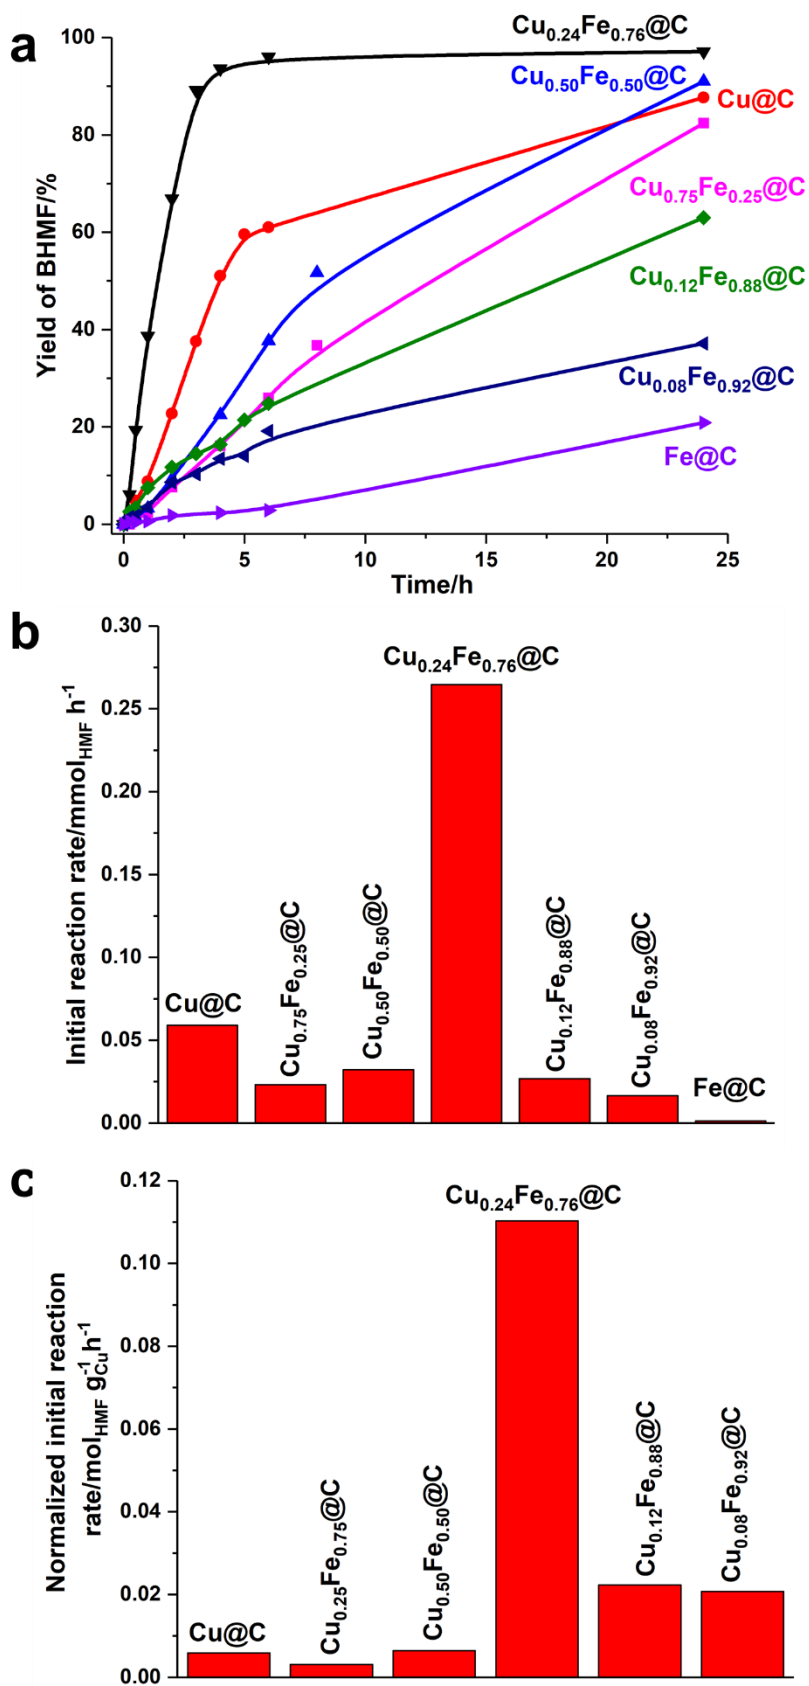 a
Yield of BHMF/%
100
80
60
40
20
0
Cu0.24Fe0.76@C
Cu0.50Fe0.50@C
Cu@C
Cu0.75Fe0.25@C
Cu0.12Fe0.88@C
Cu0.08Fe0.92@C
Fe@C
0 5 10 15 20 25
Time/h
b
Initial reaction rate/mmolHMF h-1
0.30
0.25
0.20
0.15
0.10
0.05
0.00
Cu@C
Cu0.75Fe0.25@C
Cu0.50Fe0.50@C
Cu0.24Fe0.76@C
Cu0.12Fe0.88@C
Cu0.08Fe0.92@C
Fe@C
c
Normalized initial reaction
rate/molHMF gCu-1h-1
0.12
0.10
0.08
0.06
0.04
0.02
0.00
Cu@C
Cu0.25Fe0.75@C
Cu0.50Fe0.50@C
Cu0.24Fe0.76@C
Cu0.12Fe0.88@C
Cu0.08Fe0.92@C